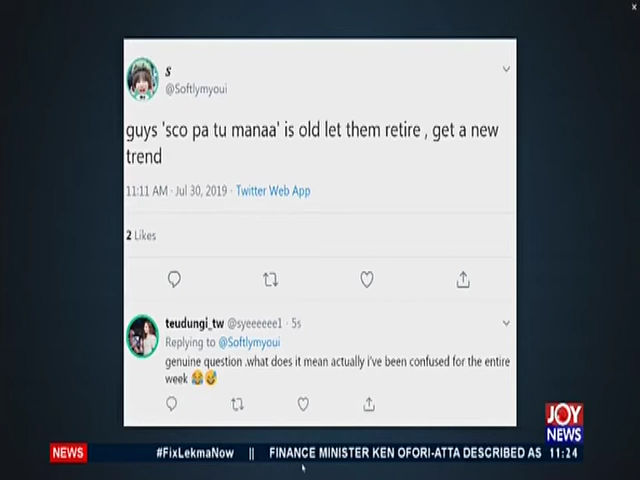 s
@Softlymyoui
guys 'sco pa tu manaa' is old let them retire , get a new
trend
11:11 AM · Jul 30, 2019 · Twitter Web App
2 Likes
teudungi_tw @syeeeeee1 · 5s
Replying to @Softlymyoui
genuine question .what does it mean actually i've been confused for the entire
week 😂😅
JOY
NEWS
NEWS #FixLekmaNow || FINANCE MINISTER KEN OFORI-ATTA DESCRIBED AS 11:24